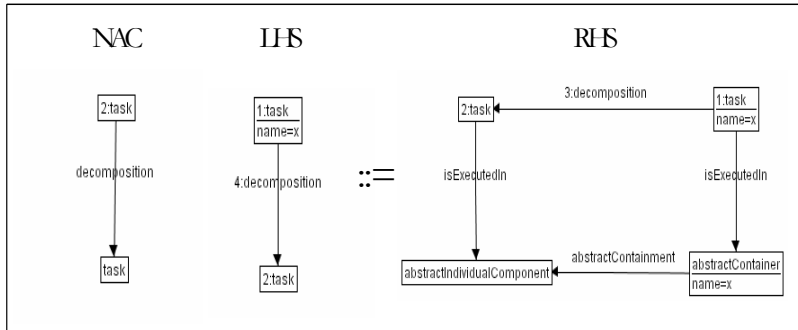 NAC
LHS
RHS
2:task
decomposition
task
1:task
name=x
4:decomposition
2:task
::=
3:decomposition
2:task
1:task
name=x
isExecutedIn
isExecutedIn
abstractContainment
abstractIndividualComponent
abstractContainer
name=x